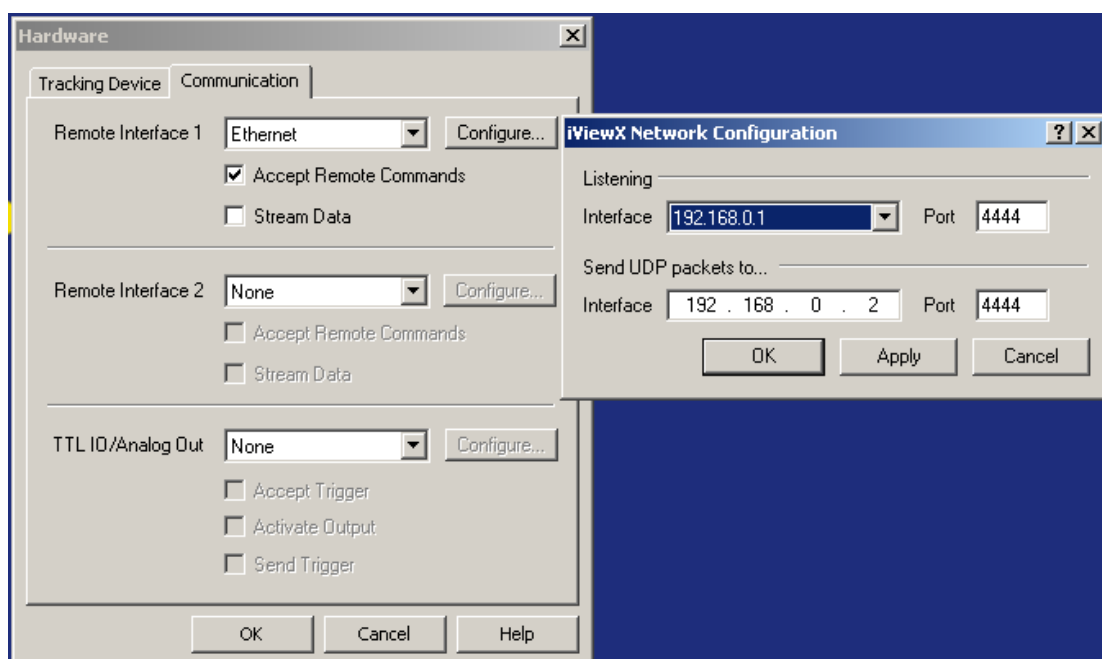 Hardware
Tracking Device Communication
Remote Interface 1 Ethernet Configure...
Accept Remote Commands
Stream Data
Remote Interface 2 None Configure...
Accept Remote Commands
Stream Data
TTL IO/Analog Out None Configure...
Accept Trigger
Activate Output
Send Trigger
OK Cancel Help
iViewX Network Configuration
Listening
Interface 192.168.0.1 Port 4444
Send UDP packets to...
Interface 192 . 168 . 0 . 2 Port 4444
OK Apply Cancel